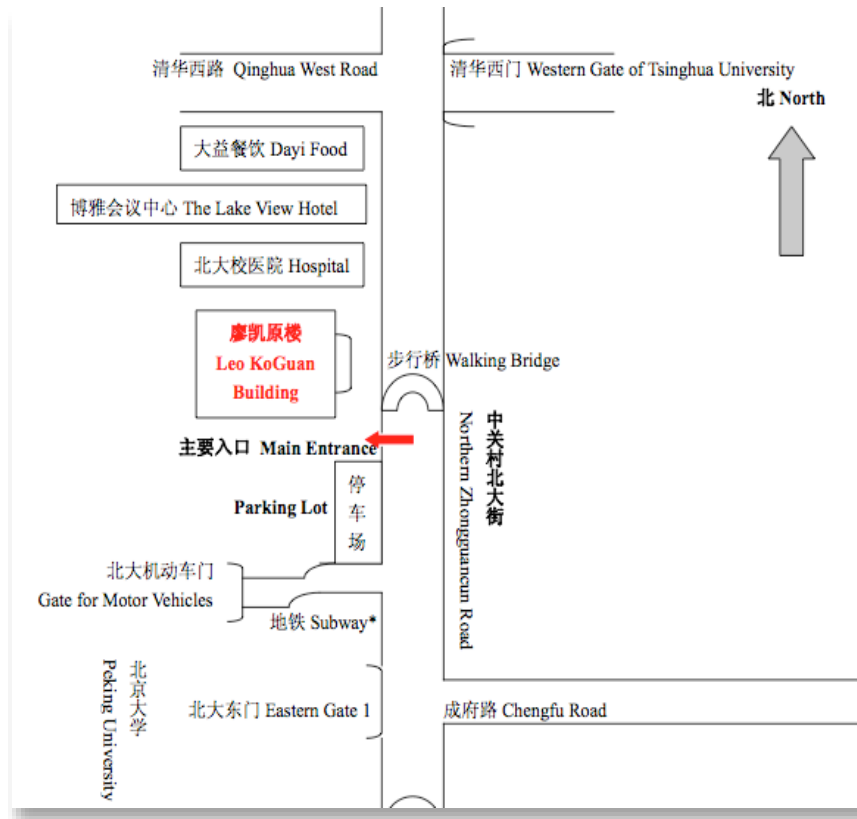 清华西路 Qinghua West Road
清华西门 Western Gate of Tsinghua University
北 North
大益餐饮 Dayi Food
博雅会议中心 The Lake View Hotel
北大校医院 Hospital
廖凯原楼
Leo KoGuan
Building
步行桥 Walking Bridge
中关村北大街
Northern Zhongguancun Road
主要入口 Main Entrance
Parking Lot
停车场
北大机动车门
Gate for Motor Vehicles
地铁 Subway*
北京大学
Peking University
北大东门 Eastern Gate 1
成府路 Chengfu Road